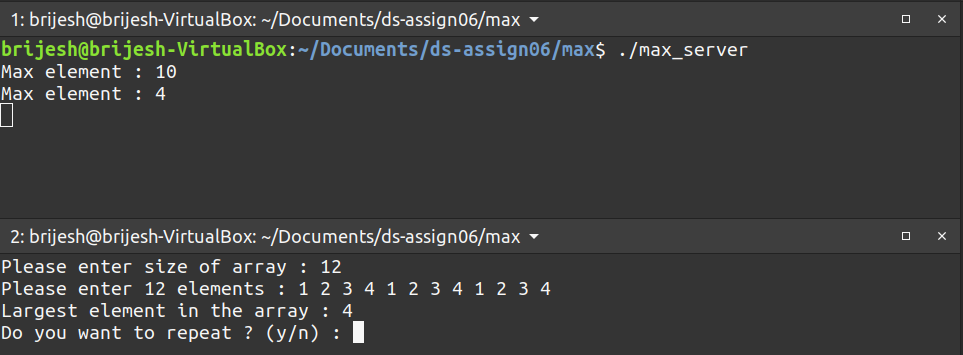 1: brijesh@brijesh-VirtualBox: ~/Documents/ds-assign06/max
brijesh@brijesh-VirtualBox:~/Documents/ds-assign06/max$ ./max_server
Max element : 10
Max element : 4
2: brijesh@brijesh-VirtualBox: ~/Documents/ds-assign06/max
Please enter size of array : 12
Please enter 12 elements : 1 2 3 4 1 2 3 4 1 2 3 4
Largest element in the array : 4
Do you want to repeat ? (y/n) :